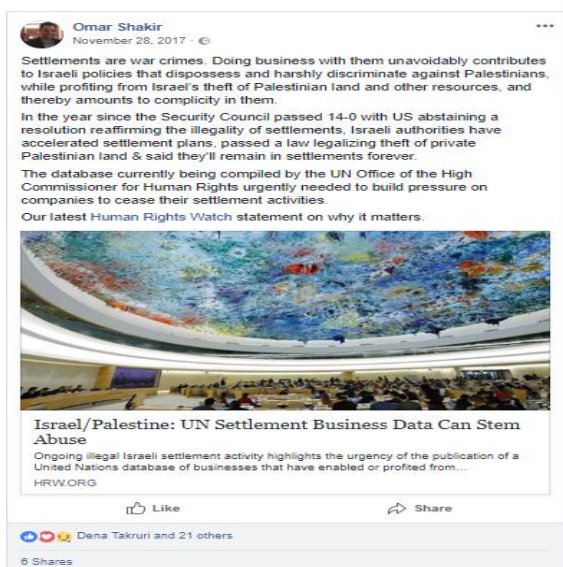 Omar Shakir
November 28, 2017 ·
Settlements are war crimes. Doing business with them unavoidably contributes
to Israeli policies that dispossess and harshly discriminate against Palestinians,
while profiting from Israel's theft of Palestinian land and other resources, and
thereby amounts to complicity in them.
In the year since the Security Council passed 14-0 with US abstaining a
resolution reaffirming the illegality of settlements, Israeli authorities have
accelerated settlement plans, passed a law legalizing theft of private
Palestinian land & said they'll remain in settlements forever.
The database currently being compiled by the UN Office of the High
Commissioner for Human Rights urgently needed to build pressure on
companies to cease their settlement activities.
Our latest Human Rights Watch statement on why it matters.
Israel/Palestine: UN Settlement Business Data Can Stem
Abuse
Ongoing illegal Israeli settlement activity highlights the urgency of the publication of a
United Nations database of businesses that have enabled or profited from...
HRW.ORG
Like
Share
Dena Takruri and 21 others
6 Shares